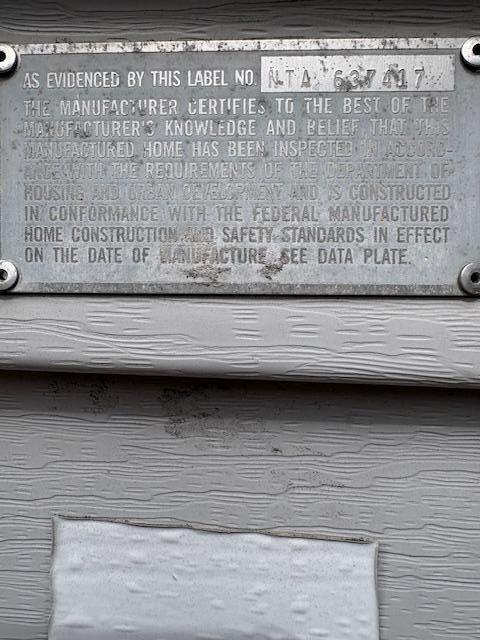 AS EVIDENCED BY THIS LABEL NO. NTA 637417
THE MANUFACTURER CERTIFIES TO THE BEST OF THE
MANUFACTURER'S KNOWLEDGE AND BELIEF THAT THIS
MANUFACTURED HOME HAS BEEN INSPECTED IN ACCORD-
ANCE WITH THE REQUIREMENTS OF THE DEPARTMENT OF
HOUSING AND URBAN DEVELOPMENT AND IS CONSTRUCTED
IN CONFORMANCE WITH THE FEDERAL MANUFACTURED
HOME CONSTRUCTION AND SAFETY STANDARDS IN EFFECT
ON THE DATE OF MANUFACTURE. SEE DATA PLATE.